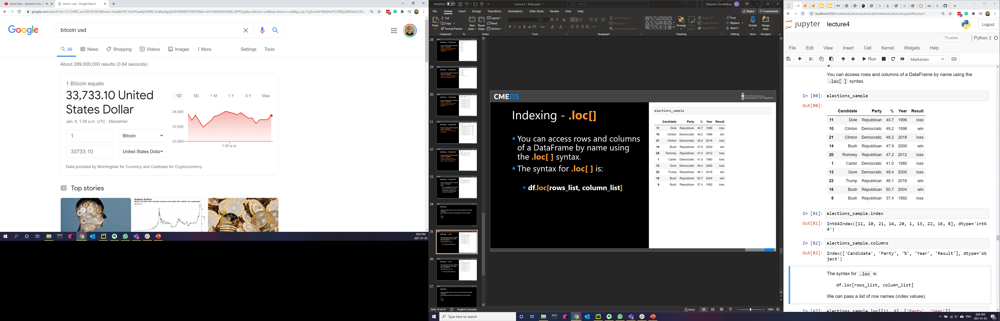 Alicia Keys - Someone You L
bitcoin usd - Google Search
google.com/search?rlz=1C1CHBD_enCA819CA819&sxsrf=
Google
bitcoin usd
All
News
Shopping
Videos
Images
More
Settings
Tools
About 289,000,000 results (0.64 seconds)
1 Bitcoin equals
33,733.10 United
States Dollar
Jan. 6, 1:39 a.m. UTC · Disclaimer
1
Bitcoin
33733.10
United States Dolla
1D
5D
1 M
1 Y
5 Y
Max
34,000
33,500
33,000
1:00 a.m.
Data provided by Morningstar for Currency and Coinbase for Cryptocurrency
Top stories
Beating Bullion
Bitcoin-to-gold ratio recently touched record high after digital coin quadrupled
9:03 PM
2021-01-05
AutoSave Off
Lecture 4 - Slides.pptx
Search
Sebastian Goodfellow
SG
File
Home
Insert
Design
Transitions
Animations
Slide Show
Review
View
Help
Share
Comments
Paste
Cut
Copy
Format Painter
Clipboard
New
Slide
Reuse
Slides
Layout
Reset
Section
Slides
24
Font
Text Direction
Align Text
Convert to SmartArt
Paragraph
Arrange
Quick
Styles
Shape Fill
Shape Outline
Shape Effects
Drawing
Find
Replace
Select
Editing
Dictate
Voice
Design
Ideas
Designer
28
29
30
31
32
33
34
35
36
37
CMEDS
Civil & Mineral Engineering
UNIVERSITY OF TORONTO
Indexing - .loc[]
You can access rows and columns
of a DataFrame by name using
the .loc[ ] syntax.
The syntax for .loc[ ] is:
df.loc[rows_list, column_list]
elections_sample
Candidate Party % Year Result
11 Dole Republican 40.7 1996 loss
10 Clinton Democratic 49.2 1996 win
21 Clinton Democratic 48.2 2016 loss
14 Bush Republican 47.9 2000 win
20 Romney Republican 47.2 2012 loss
1 Carter Democratic 41.0 1980 loss
13 Gore Democratic 48.4 2000 loss
22 Trump Republican 46.1 2016 win
16 Bush Republican 50.7 2004 win
8 Bush Republican 37.4 1992 loss
Slide 35 of 41
English (Canada)
Notes
100%
Type here to search
localhost:8888/notebooks/lectures/lecture4/notebooks/lecture4.ipynb#section1
jupyter lecture4
Logout
Trusted
Python 3
File
Edit
View
Insert
Cell
Kernel
Widgets
Help
Run
Markdown
You can access rows and columns of a DataFrame by name using the
.loc[ ] syntax.
In [80]: elections_sample
Out[80]:
Candidate Party % Year Result
11 Dole Republican 40.7 1996 loss
10 Clinton Democratic 49.2 1996 win
21 Clinton Democratic 48.2 2016 loss
14 Bush Republican 47.9 2000 win
20 Romney Republican 47.2 2012 loss
1 Carter Democratic 41.0 1980 loss
13 Gore Democratic 48.4 2000 loss
22 Trump Republican 46.1 2016 win
16 Bush Republican 50.7 2004 win
8 Bush Republican 37.4 1992 loss
In [81]: elections_sample.index
Out[81]: Int64Index([11, 10, 21, 14, 20, 1, 13, 22, 16, 8], dtype='int6
4')
In [82]: elections_sample.columns
Out[82]: Index(['Candidate', 'Party', '%', 'Year', 'Result'], dtype='ob
ject')
The syntax for .loc is:
df.loc[rows_list, column_list]
We can pass a list of row names (index values).
In [67]: elections_sample.loc[[11, 8], ['Party', 'Year']]
ENG
9:03 PM
2021-01-05
21